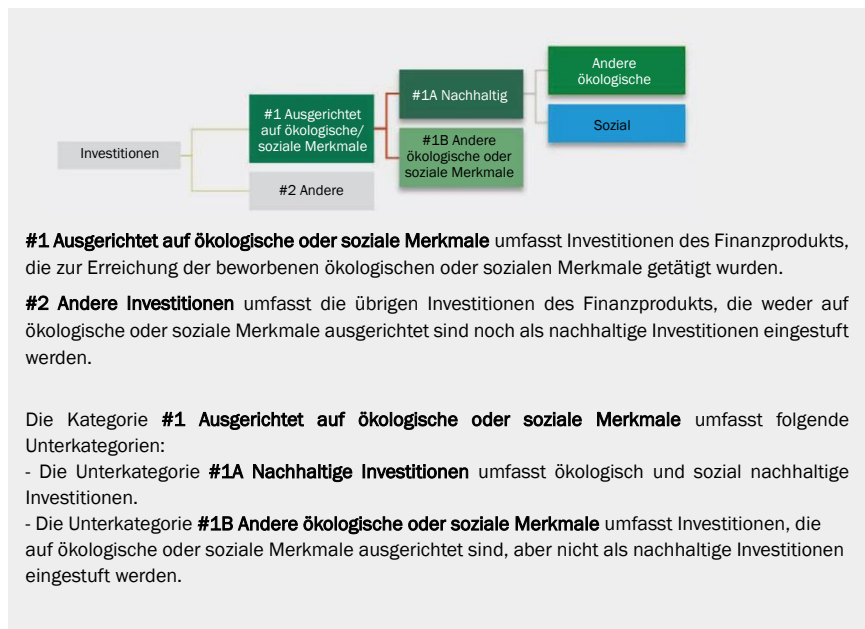 Investitionen
#1 Ausgerichtet
auf ökologische/
soziale Merkmale
#2 Andere
#1A Nachhaltig
#1B Andere
ökologische oder
soziale Merkmale
Andere
ökologische
Sozial
#1 Ausgerichtet auf ökologische oder soziale Merkmale umfasst Investitionen des Finanzprodukts,
die zur Erreichung der beworbenen ökologischen oder sozialen Merkmale getätigt wurden.
#2 Andere Investitionen umfasst die übrigen Investitionen des Finanzprodukts, die weder auf
ökologische oder soziale Merkmale ausgerichtet sind noch als nachhaltige Investitionen eingestuft
werden.
Die Kategorie #1 Ausgerichtet auf ökologische oder soziale Merkmale umfasst folgende
Unterkategorien:
- Die Unterkategorie #1A Nachhaltige Investitionen umfasst ökologisch und sozial nachhaltige
Investitionen.
- Die Unterkategorie #1B Andere ökologische oder soziale Merkmale umfasst Investitionen, die
auf ökologische oder soziale Merkmale ausgerichtet sind, aber nicht als nachhaltige Investitionen
eingestuft werden.